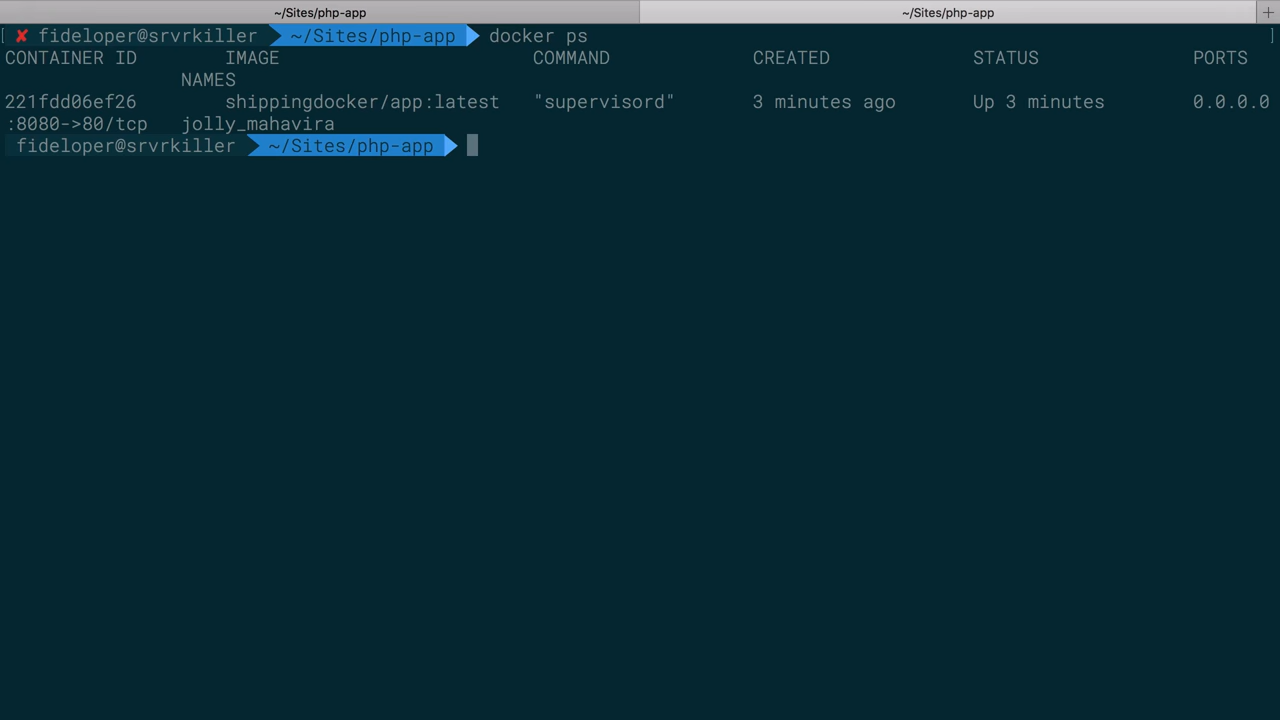 ~/Sites/php-app ~/Sites/php-app +
[ ✘ fideloper@srvrkiller ~/Sites/php-app docker ps ]
CONTAINER ID IMAGE COMMAND CREATED STATUS PORTS
NAMES
221fdd06ef26 shippingdocker/app:latest "supervisord" 3 minutes ago Up 3 minutes 0.0.0.0
:8080->80/tcp jolly_mahavira
fideloper@srvrkiller ~/Sites/php-app